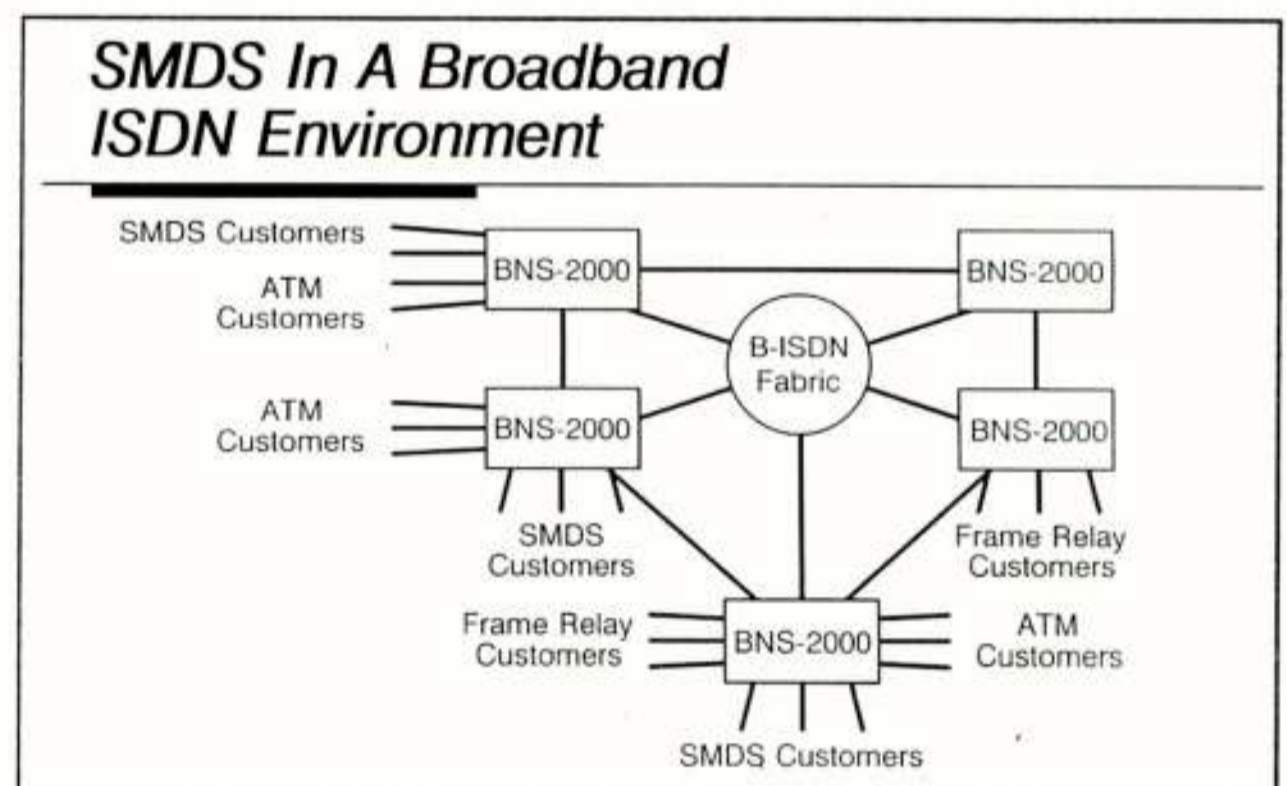 SMDS In A Broadband
ISDN Environment
SMDS Customers
ATM
Customers
BNS-2000
BNS-2000
B-ISDN
Fabric
ATM
Customers
BNS-2000
BNS-2000
SMDS
Customers
Frame Relay
Customers
Frame Relay
Customers
BNS-2000
ATM
Customers
SMDS Customers